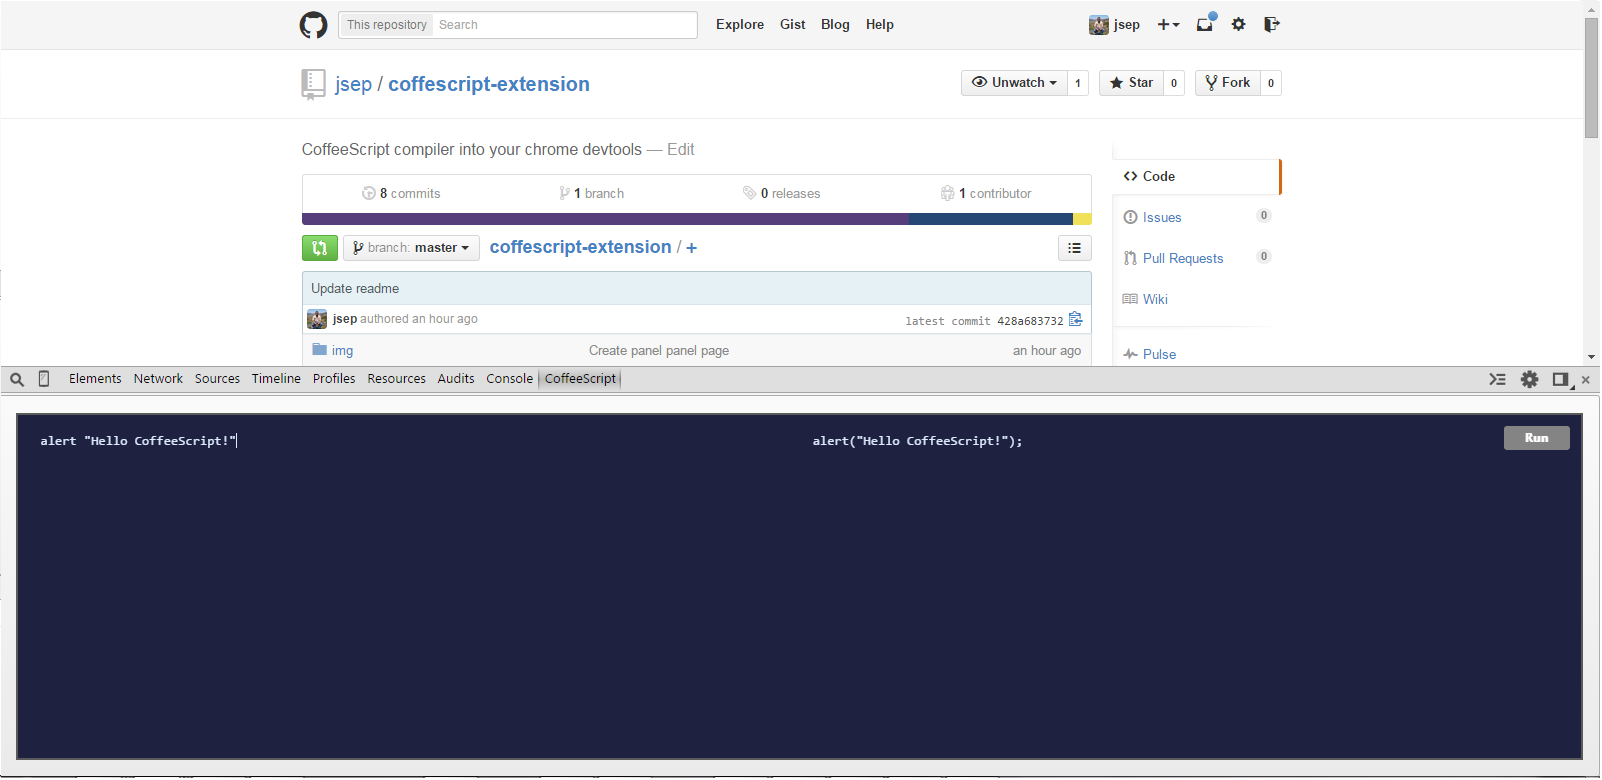 This repository Search Explore Gist Blog Help jsep
jsep / coffescript-extension Unwatch 1 Star 0 Fork 0
CoffeeScript compiler into your chrome devtools — Edit
8 commits 1 branch 0 releases 1 contributor
branch: master coffescript-extension / +
Update readme
jsep authored an hour ago latest commit 428a683732
img Create panel panel page an hour ago
Code
Issues 0
Pull Requests 0
Wiki
Pulse
Elements Network Sources Timeline Profiles Resources Audits Console CoffeeScript
alert "Hello CoffeeScript!" alert("Hello CoffeeScript!"); Run